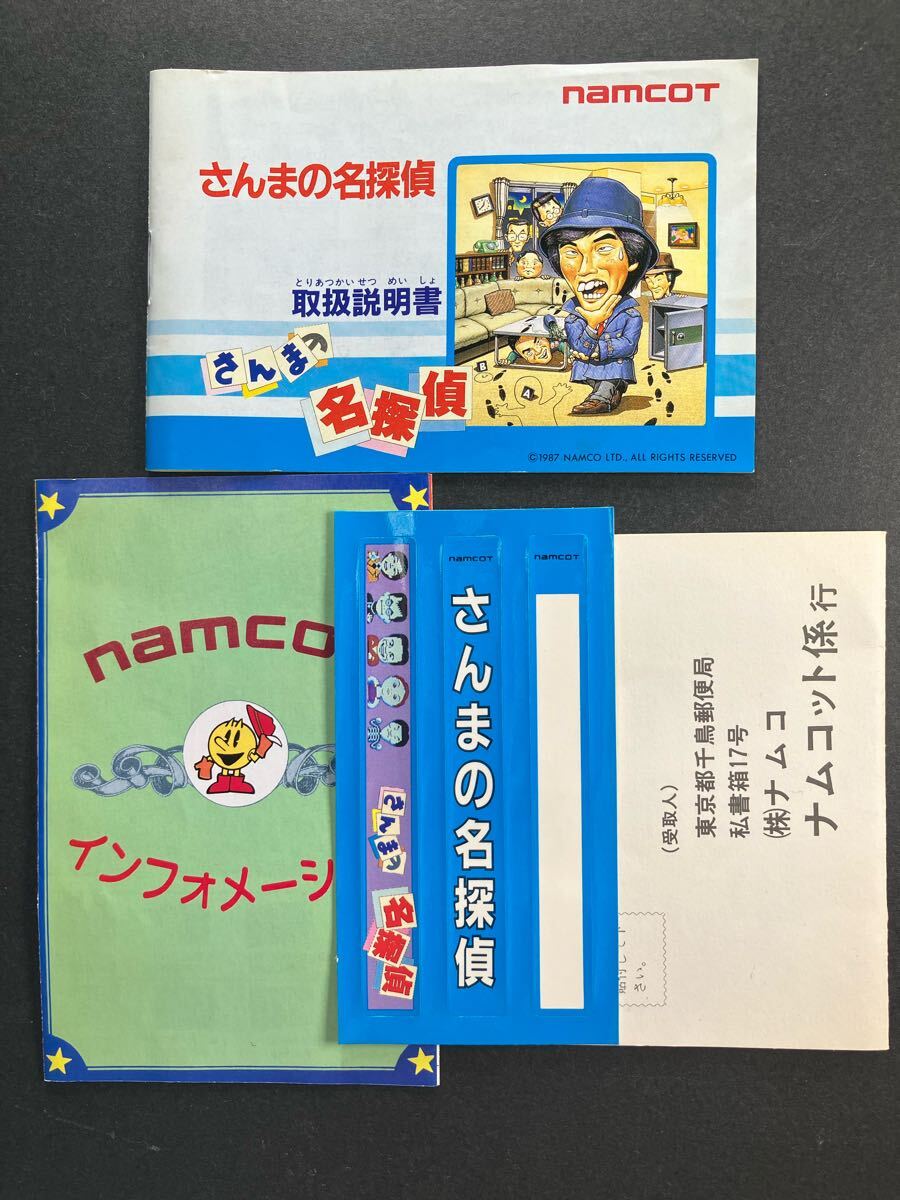 namcoT
さんまの名探偵
とりあつかいせつ めい しょ
取扱説明書
さんまの
名探偵
B
A
©1987 NAMCO LTD., ALL RIGHTS RESERVED
namcoT
インフォメーシ
さんまの
名探偵
namcoT
さんまの名探偵
namcoT
ナムコット係行
(株)ナムコ
私書箱17号
東京都千鳥郵便局
(受取人)
さい。